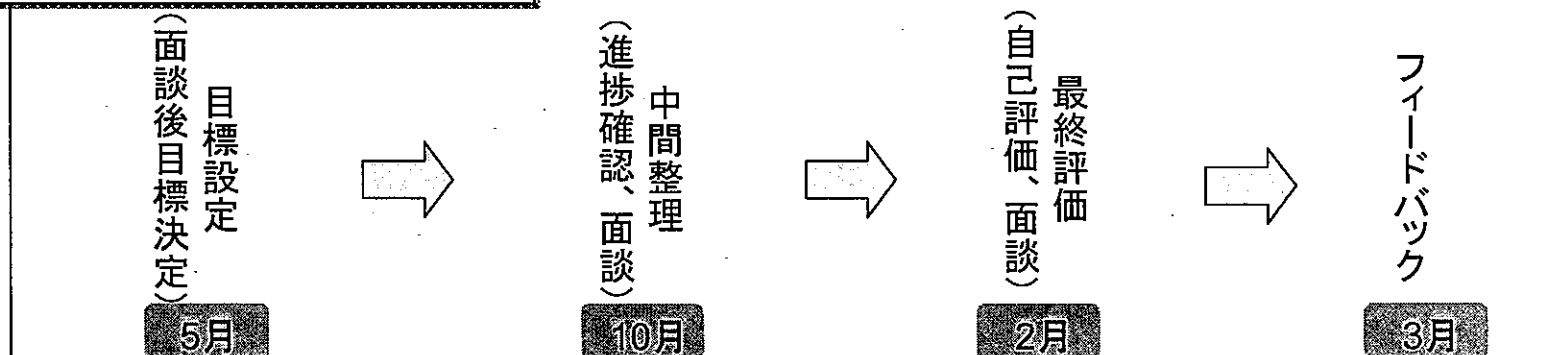 目標設定
（面談後目標決定）
5月
中間整理
（進捗確認、面談）
10月
最終評価
（自己評価、面談）
2月
フィードバック
3月